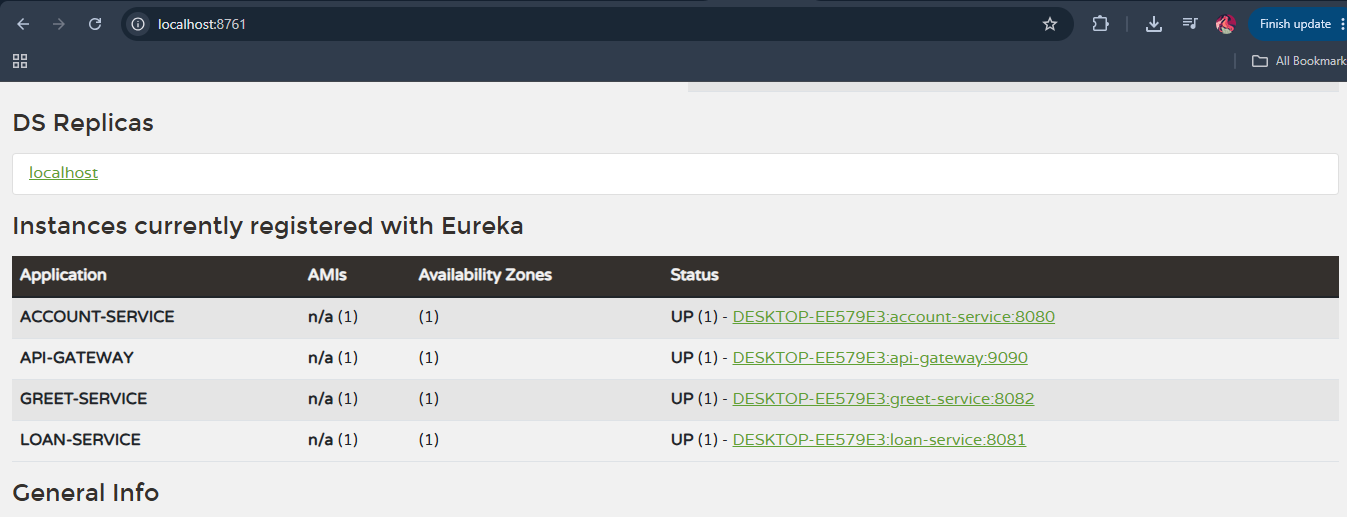 localhost:8761
Finish update
All Bookmark
DS Replicas
localhost
Instances currently registered with Eureka
Application AMIs Availability Zones Status
ACCOUNT-SERVICE n/a (1) (1) UP (1) - DESKTOP-EE579E3:account-service:8080
API-GATEWAY n/a (1) (1) UP (1) - DESKTOP-EE579E3:api-gateway:9090
GREET-SERVICE n/a (1) (1) UP (1) - DESKTOP-EE579E3:greet-service:8082
LOAN-SERVICE n/a (1) (1) UP (1) - DESKTOP-EE579E3:loan-service:8081
General Info